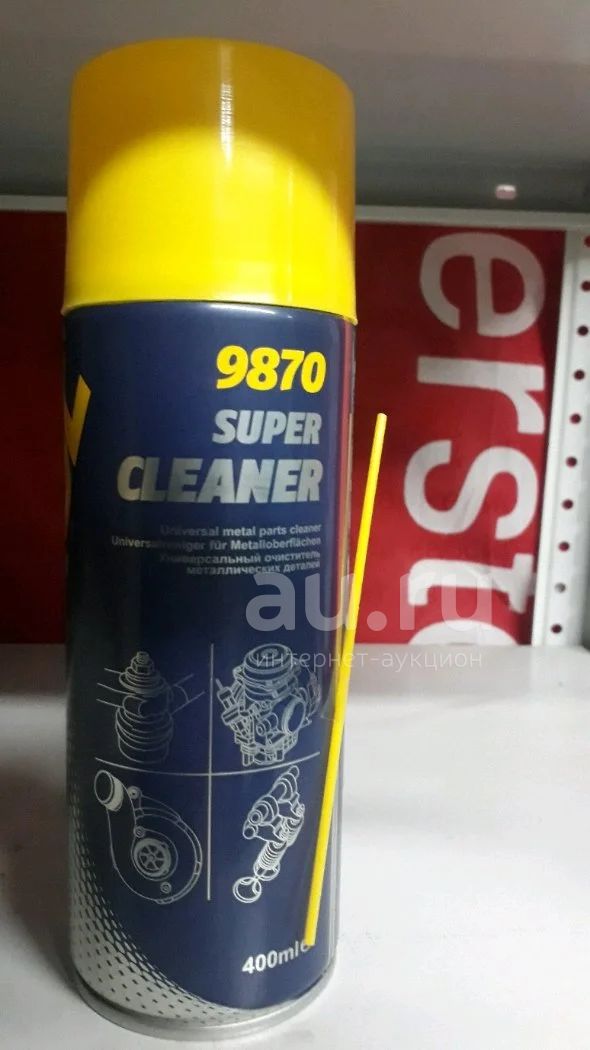 9870
SUPER
CLEANER
Universal metal parts cleaner
Universalreiniger für Metalloberflächen
Универсальный очиститель
металлических деталей
au.ru
интернет-аукцион
400ml
erst